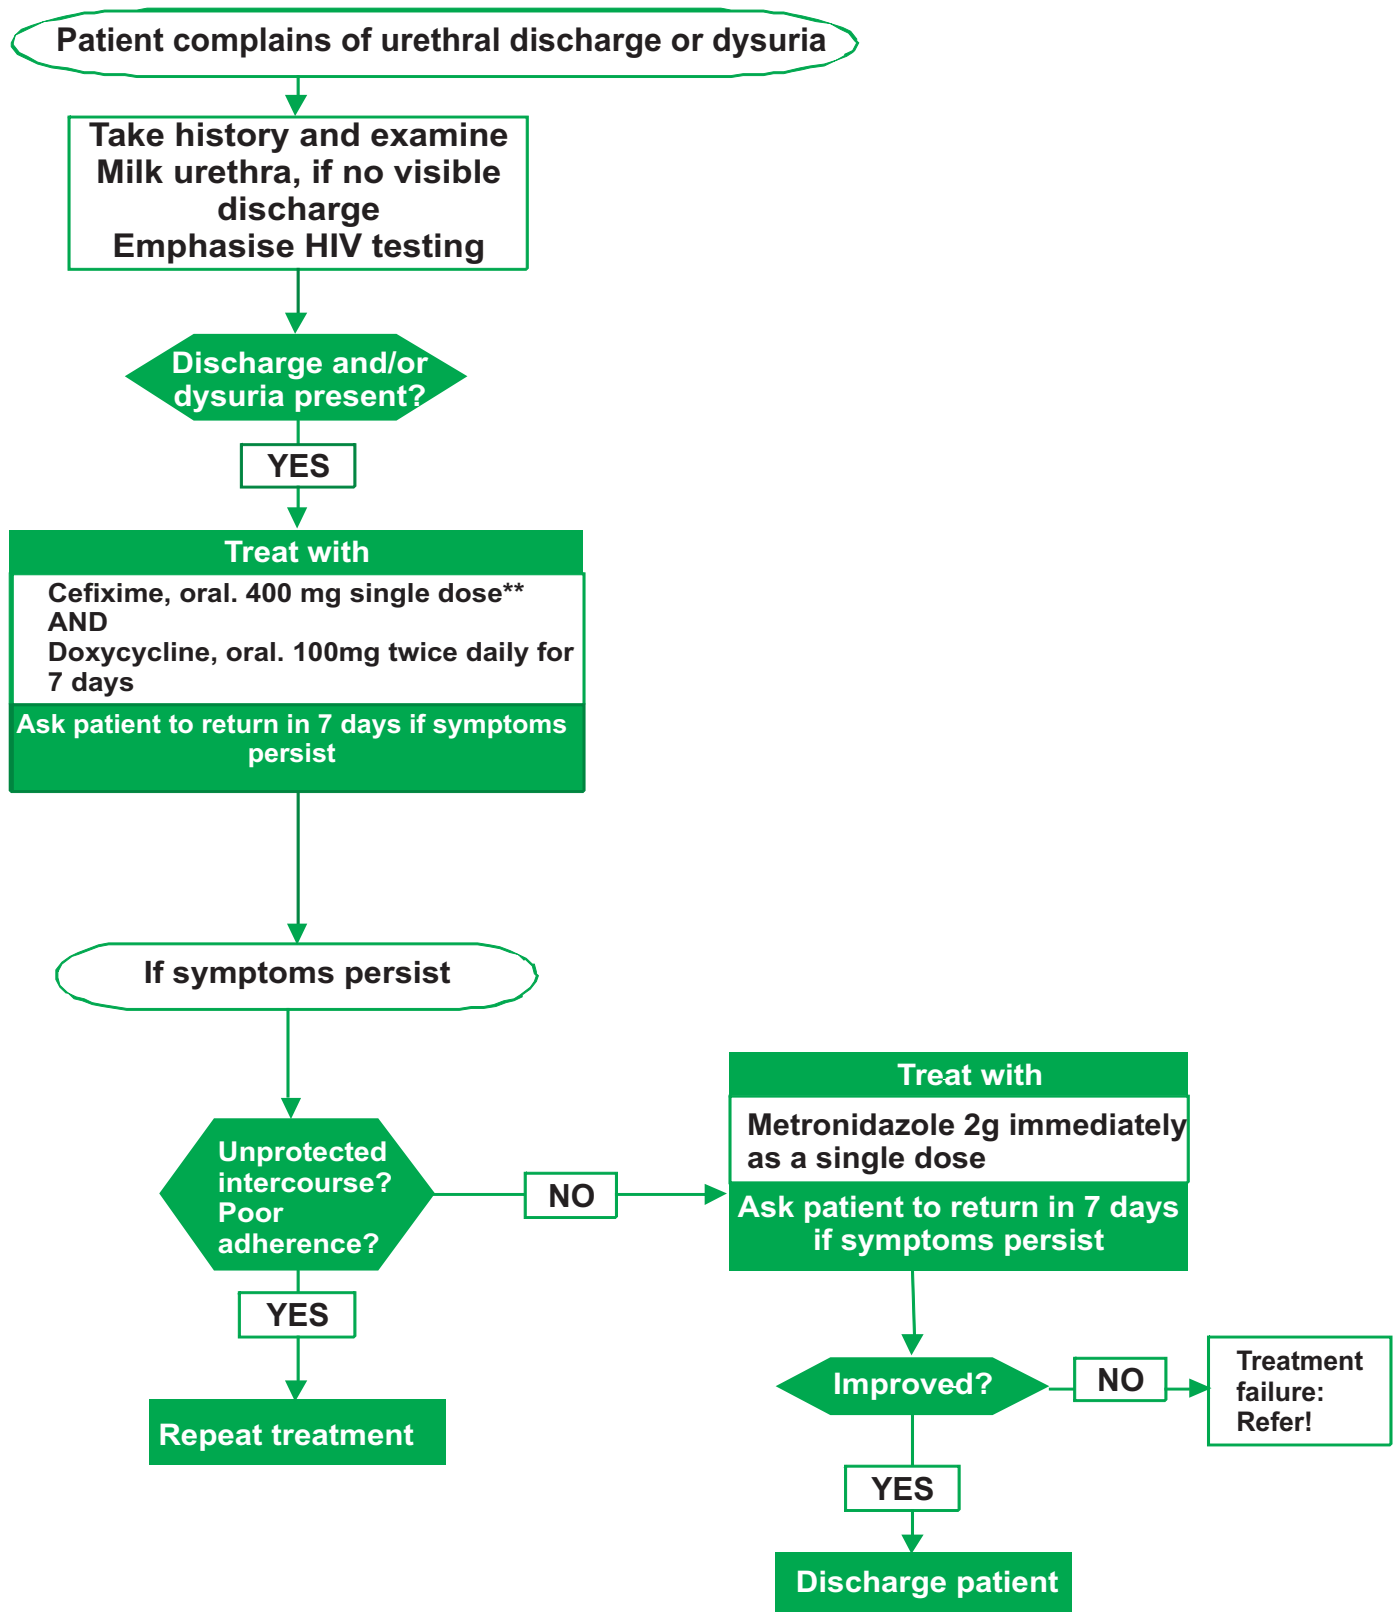 Patient complains of urethral discharge or dysuria
Take history and examine
Milk urethra, if no visible
discharge
Emphasise HIV testing
Discharge and/or
dysuria present?
YES
Treat with
Cefixime, oral. 400 mg single dose**
AND
Doxycycline, oral. 100mg twice daily for
7 days
Ask patient to return in 7 days if symptoms
persist
If symptoms persist
Unprotected
intercourse?
Poor
adherence?
NO
YES
Repeat treatment
Treat with
Metronidazole 2g immediately
as a single dose
Ask patient to return in 7 days
if symptoms persist
Improved?
NO
Treatment
failure:
Refer!
YES
Discharge patient